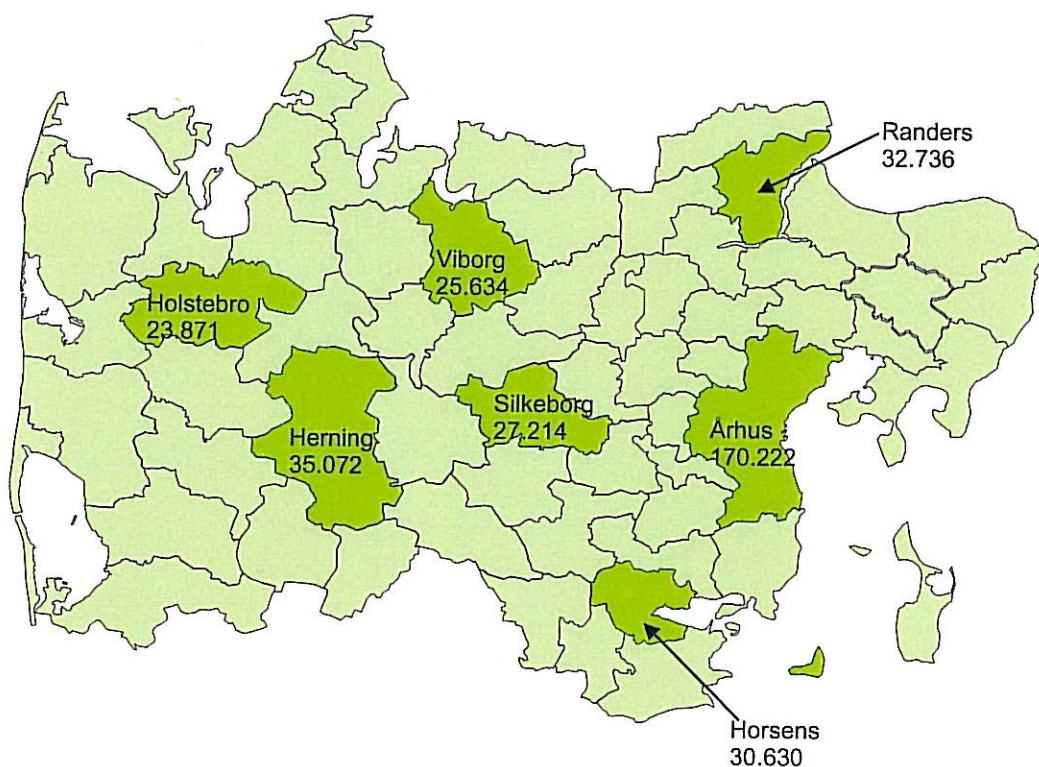 Randers
32.736
Viborg
25.634
Holstebro
23.871
Silkeborg
27.214
Århus
170.222
Herning
35.072
Horsens
30.630